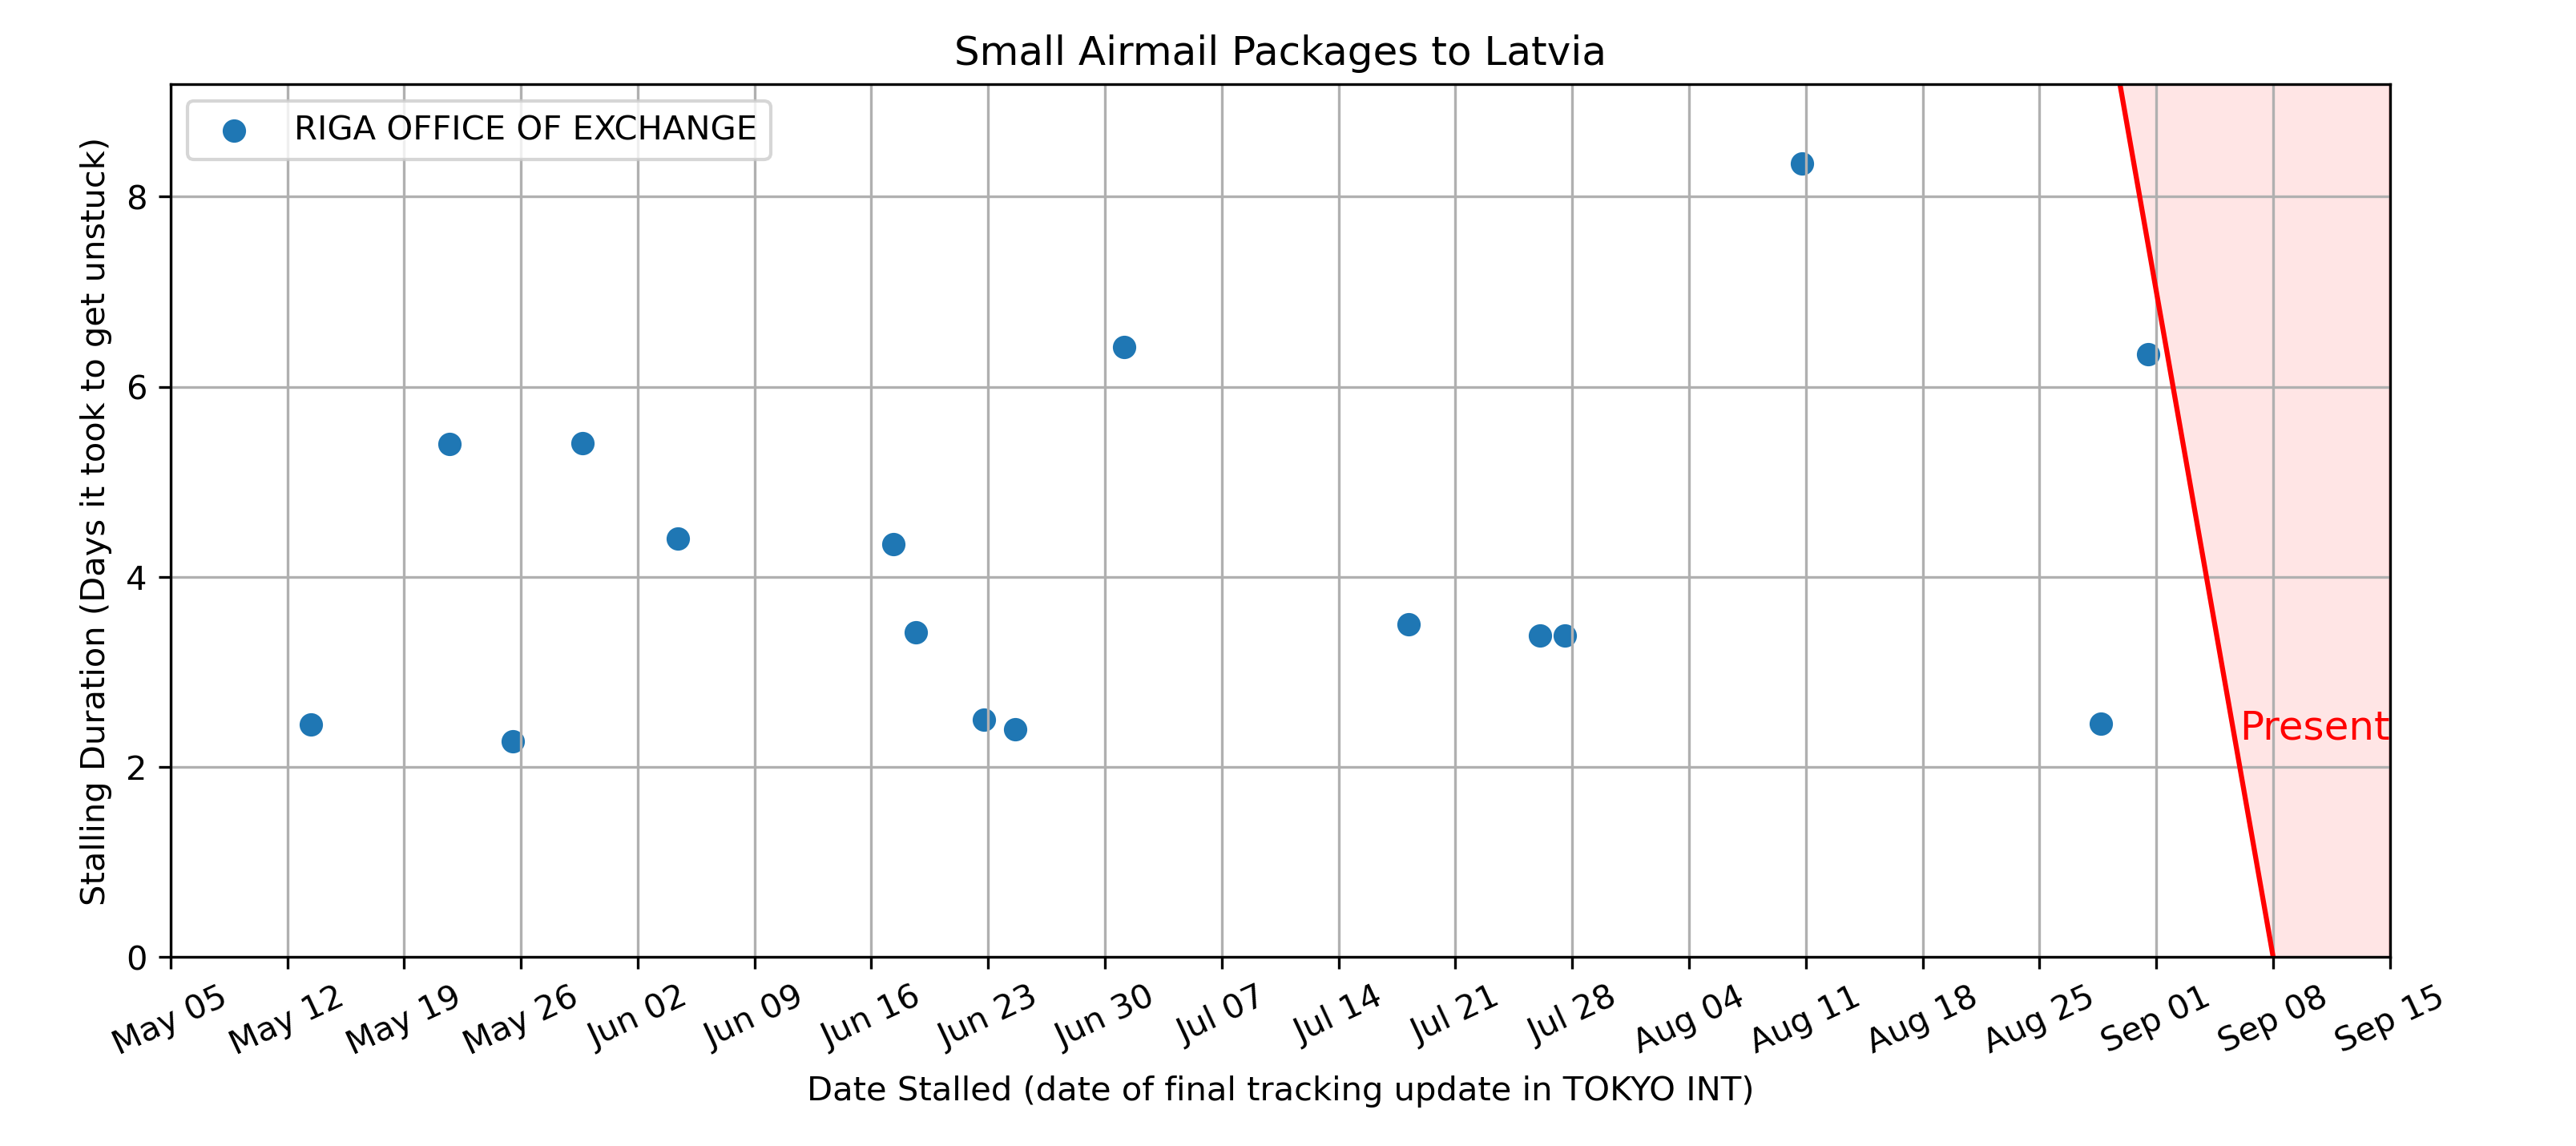 Small Airmail Packages to Latvia
RIGA OFFICE OF EXCHANGE
Stalling Duration (Days it took to get unstuck)
8
6
4
2
0
Present
May 05
May 12
May 19
May 26
Jun 02
Jun 09
Jun 16
Jun 23
Jun 30
Jul 07
Jul 14
Jul 21
Jul 28
Aug 04
Aug 11
Aug 18
Aug 25
Sep 01
Sep 08
Sep 15
Date Stalled (date of final tracking update in TOKYO INT)